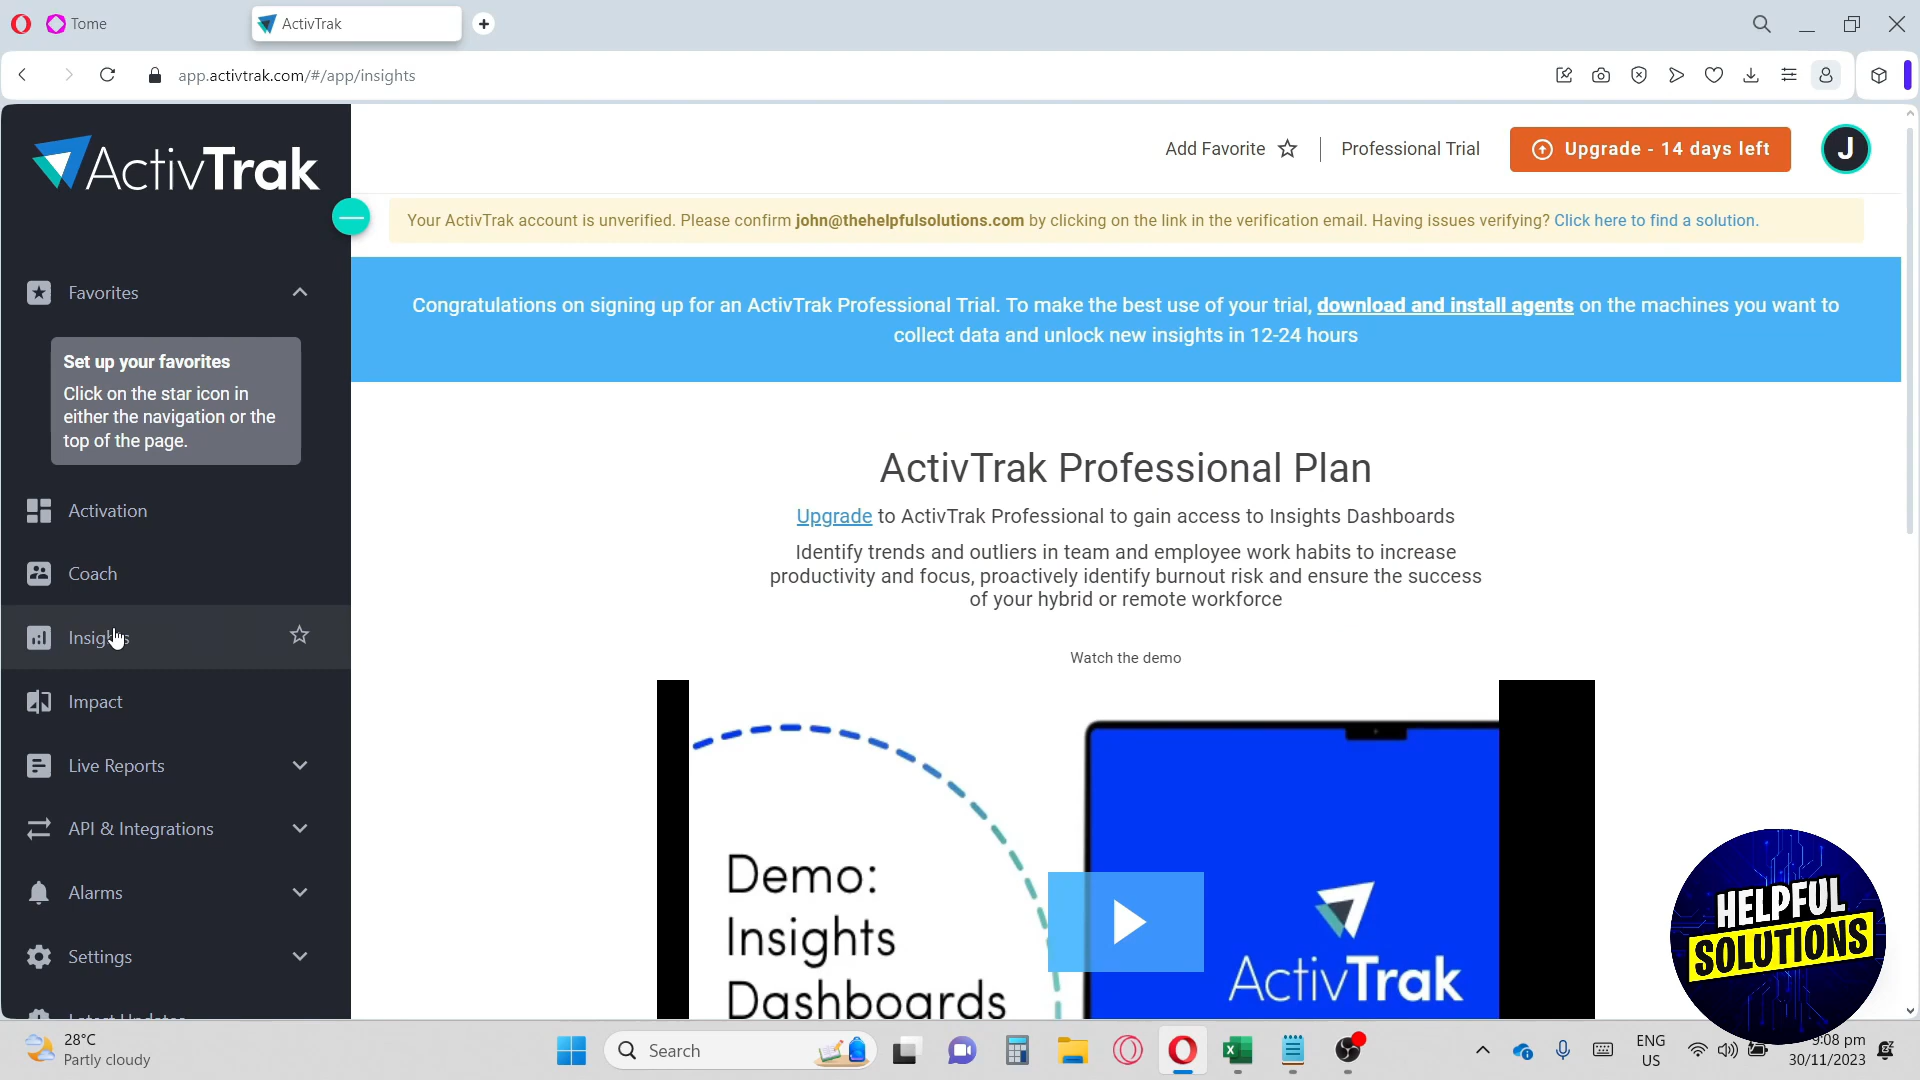 Tome
ActivTrak
app.activtrak.com/#/app/insights
ActivTrak
Add Favorite
Professional Trial
Upgrade - 14 days left
J
Your ActivTrak account is unverified. Please confirm john@thehelpfulsolutions.com by clicking on the link in the verification email. Having issues verifying? Click here to find a solution.
Favorites
Congratulations on signing up for an ActivTrak Professional Trial. To make the best use of your trial, download and install agents on the machines you want to
collect data and unlock new insights in 12-24 hours
Set up your favorites
Click on the star icon in
either the navigation or the
top of the page.
Activation
Coach
Insights
Impact
Live Reports
API & Integrations
Alarms
Settings
Latest Updates
ActivTrak Professional Plan
Upgrade to ActivTrak Professional to gain access to Insights Dashboards
Identify trends and outliers in team and employee work habits to increase
productivity and focus, proactively identify burnout risk and ensure the success
of your hybrid or remote workforce
Watch the demo
Demo:
Insights
Dashboards
ActivTrak
HELPFUL
SOLUTIONS
28°C
Partly cloudy
Search
ENG
US
9:08 pm
30/11/2023